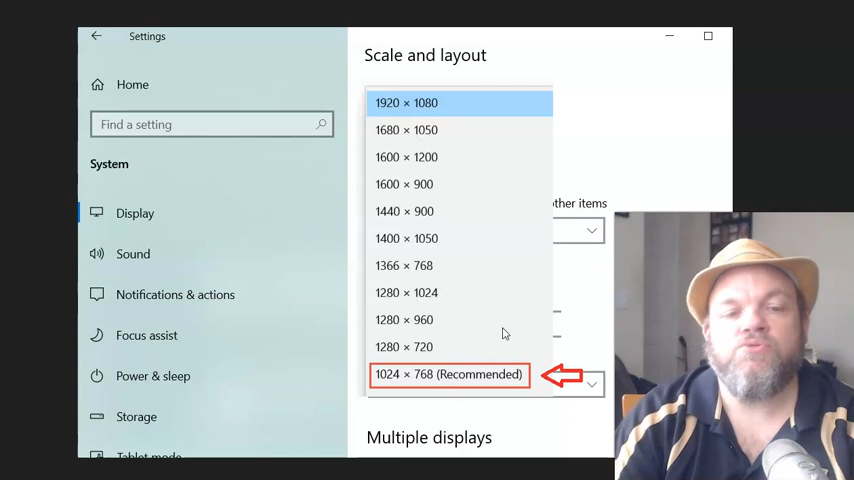 Settings
Home
Find a setting
System
Display
Sound
Notifications & actions
Focus assist
Power & sleep
Storage
Tablet mode
Scale and layout
1920 × 1080
1680 × 1050
1600 × 1200
1600 × 900
1440 × 900
1400 × 1050
1366 × 768
1280 × 1024
1280 × 960
1280 × 720
1024 × 768 (Recommended)
other items
Multiple displays